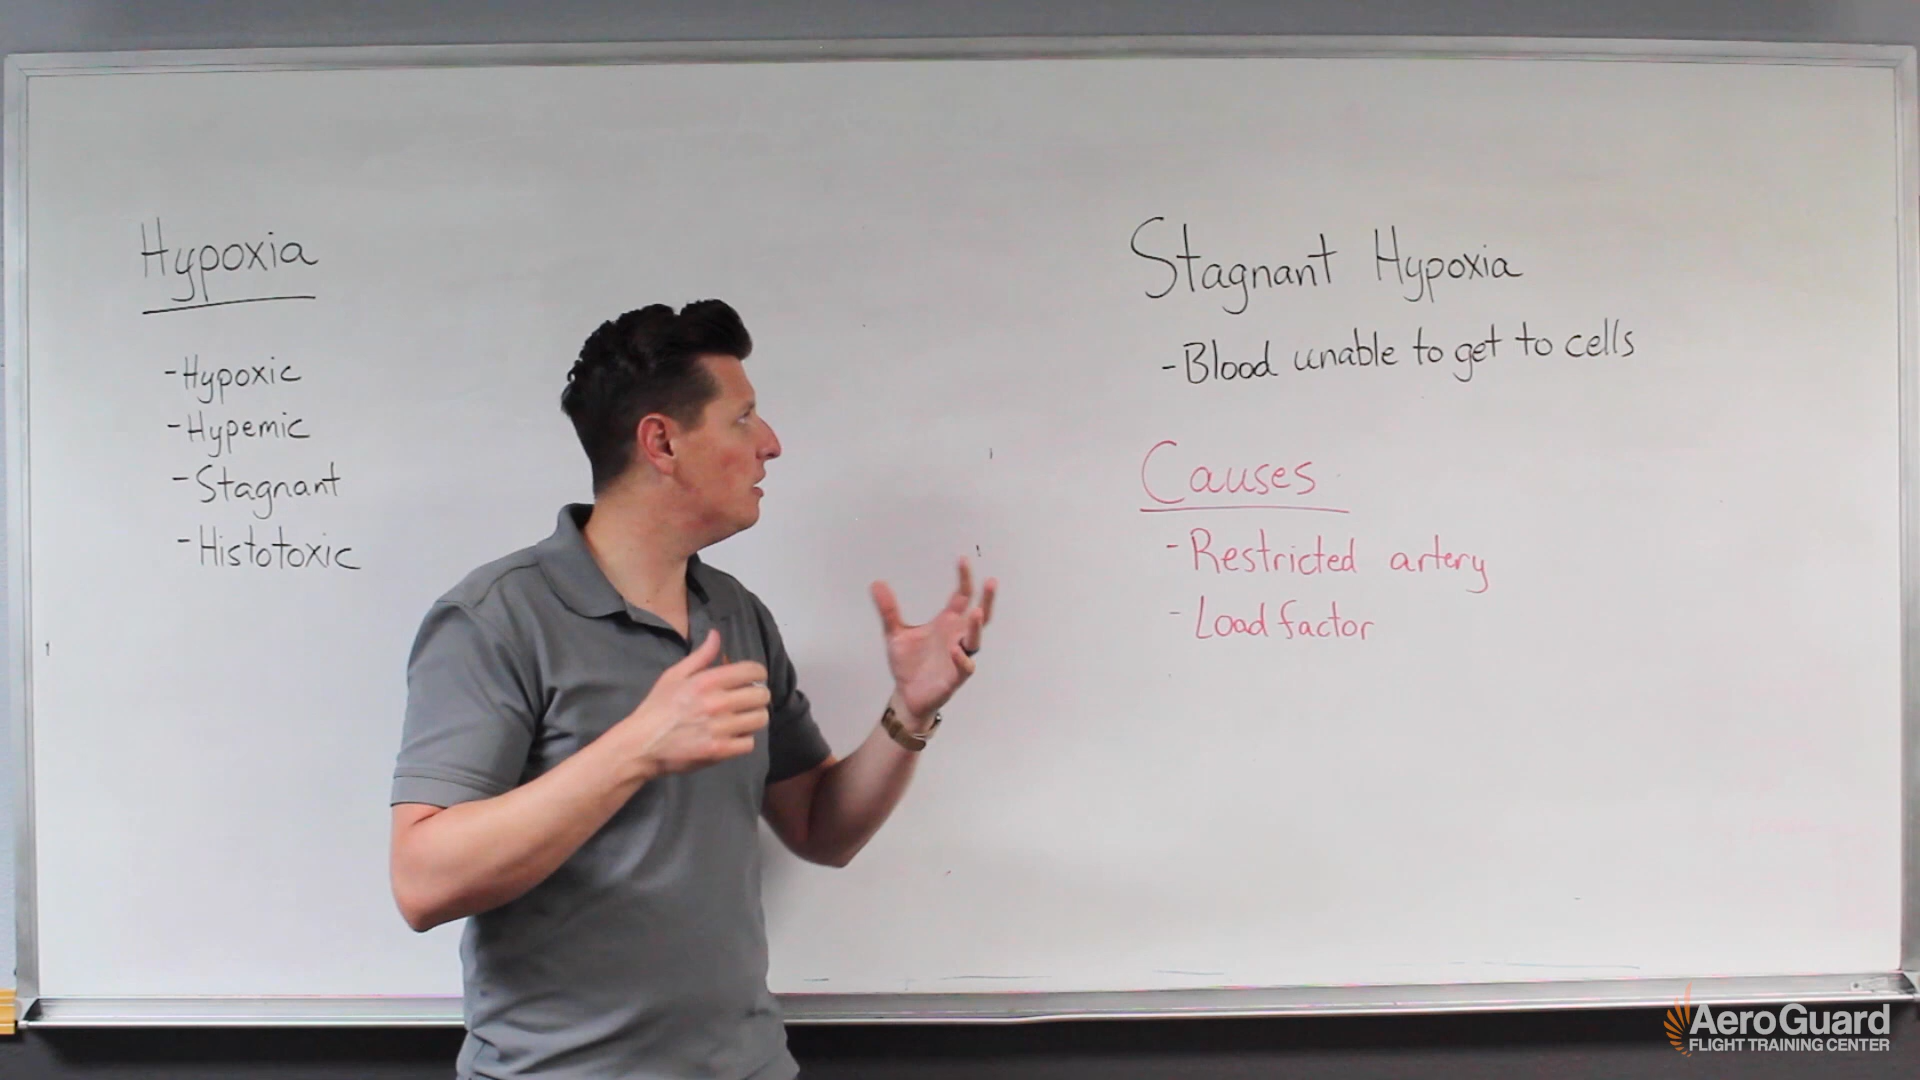 Hypoxia
-Hypoxic
-Hypemic
-Stagnant
-Histotoxic
Stagnant Hypoxia
-Blood unable to get to cells
Causes
-Restricted artery
-Load factor
AeroGuard
FLIGHT TRAINING CENTER